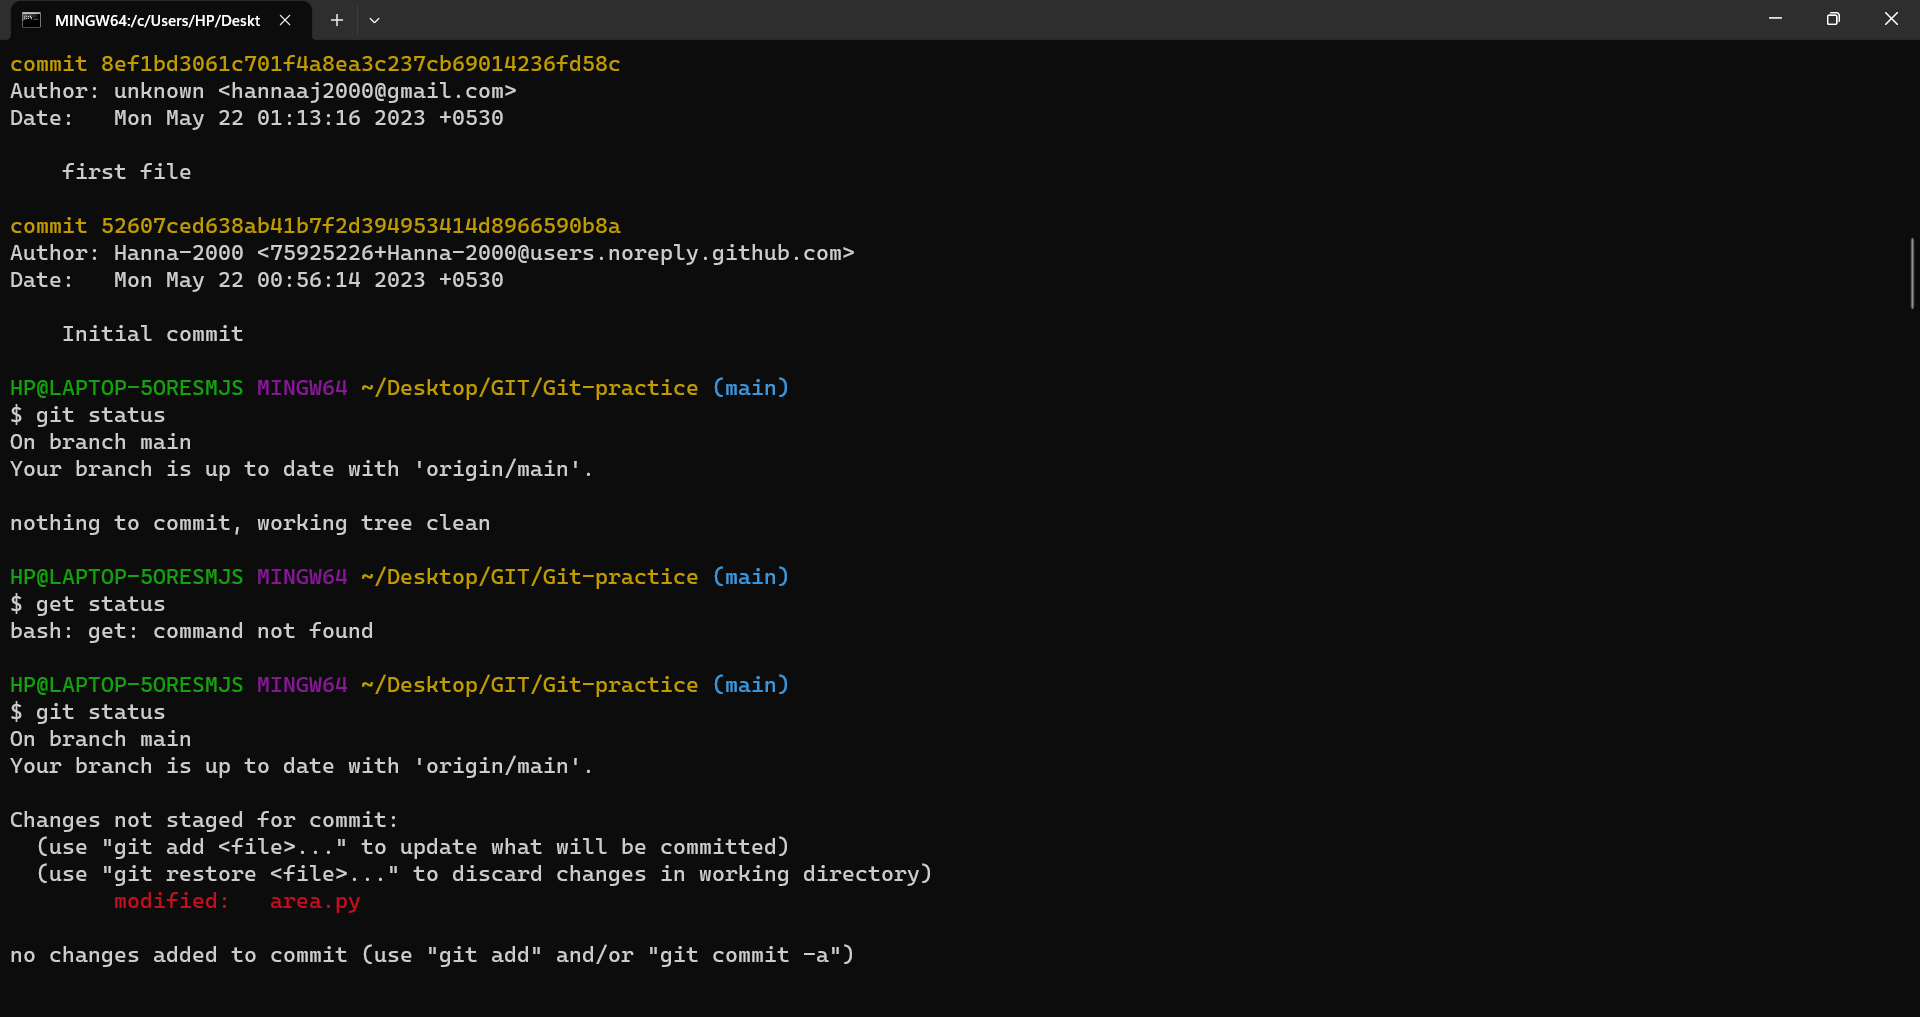 MINGW64:/c/Users/HP/Deskt
commit 8ef1bd3061c701f4a8ea3c237cb69014236fd58c
Author: unknown <hannaaj2000@gmail.com>
Date:   Mon May 22 01:13:16 2023 +0530
    first file
commit 52607ced638ab41b7f2d394953414d8966590b8a
Author: Hanna-2000 <75925226+Hanna-2000@users.noreply.github.com>
Date:   Mon May 22 00:56:14 2023 +0530
    Initial commit
HP@LAPTOP-5ORESMJS MINGW64 ~/Desktop/GIT/Git-practice (main)
$ git status
On branch main
Your branch is up to date with 'origin/main'.
nothing to commit, working tree clean
HP@LAPTOP-5ORESMJS MINGW64 ~/Desktop/GIT/Git-practice (main)
$ get status
bash: get: command not found
HP@LAPTOP-5ORESMJS MINGW64 ~/Desktop/GIT/Git-practice (main)
$ git status
On branch main
Your branch is up to date with 'origin/main'.
Changes not staged for commit:
  (use "git add <file>..." to update what will be committed)
  (use "git restore <file>..." to discard changes in working directory)
        modified:   area.py
no changes added to commit (use "git add" and/or "git commit -a")